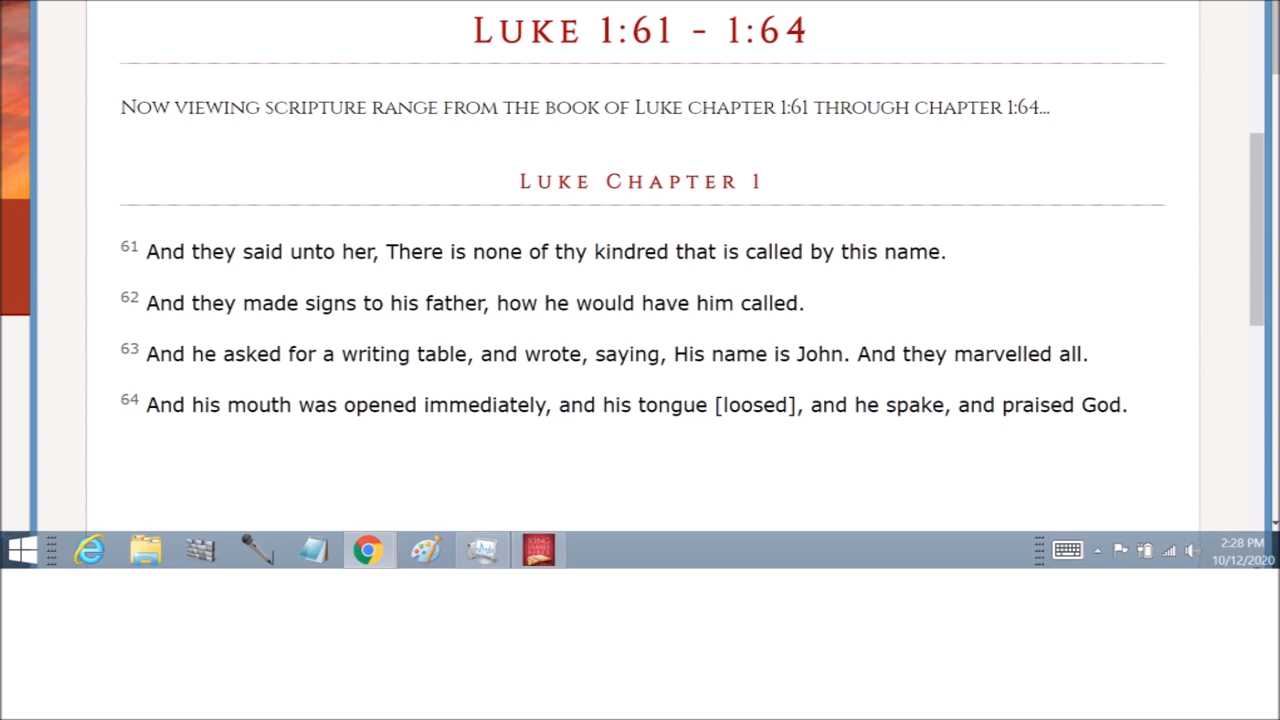 Luke 1:61 - 1:64
Now viewing scripture range from the book of Luke chapter 1:61 through chapter 1:64...
Luke Chapter 1
61 And they said unto her, There is none of thy kindred that is called by this name.
62 And they made signs to his father, how he would have him called.
63 And he asked for a writing table, and wrote, saying, His name is John. And they marvelled all.
64 And his mouth was opened immediately, and his tongue [loosed], and he spake, and praised God.
KING
JAMES
BIBLE
2:28 PM
10/12/2020